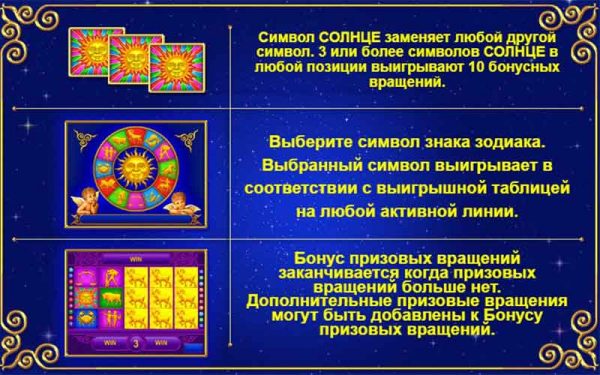 Символ СОЛНЦЕ заменяет любой другой
символ. 3 или более символов СОЛНЦЕ в
любой позиции выигрывают 10 бонусных
вращений.
Выберите символ знака зодиака.
Выбранный символ выигрывает в
соответствии с выигрышной таблицей
на любой активной линии.
WIN
WIN 3 WIN
Бонус призовых вращений
заканчивается когда призовых
вращений больше нет.
Дополнительные призовые вращения
могут быть добавлены к Бонусу
призовых вращений.